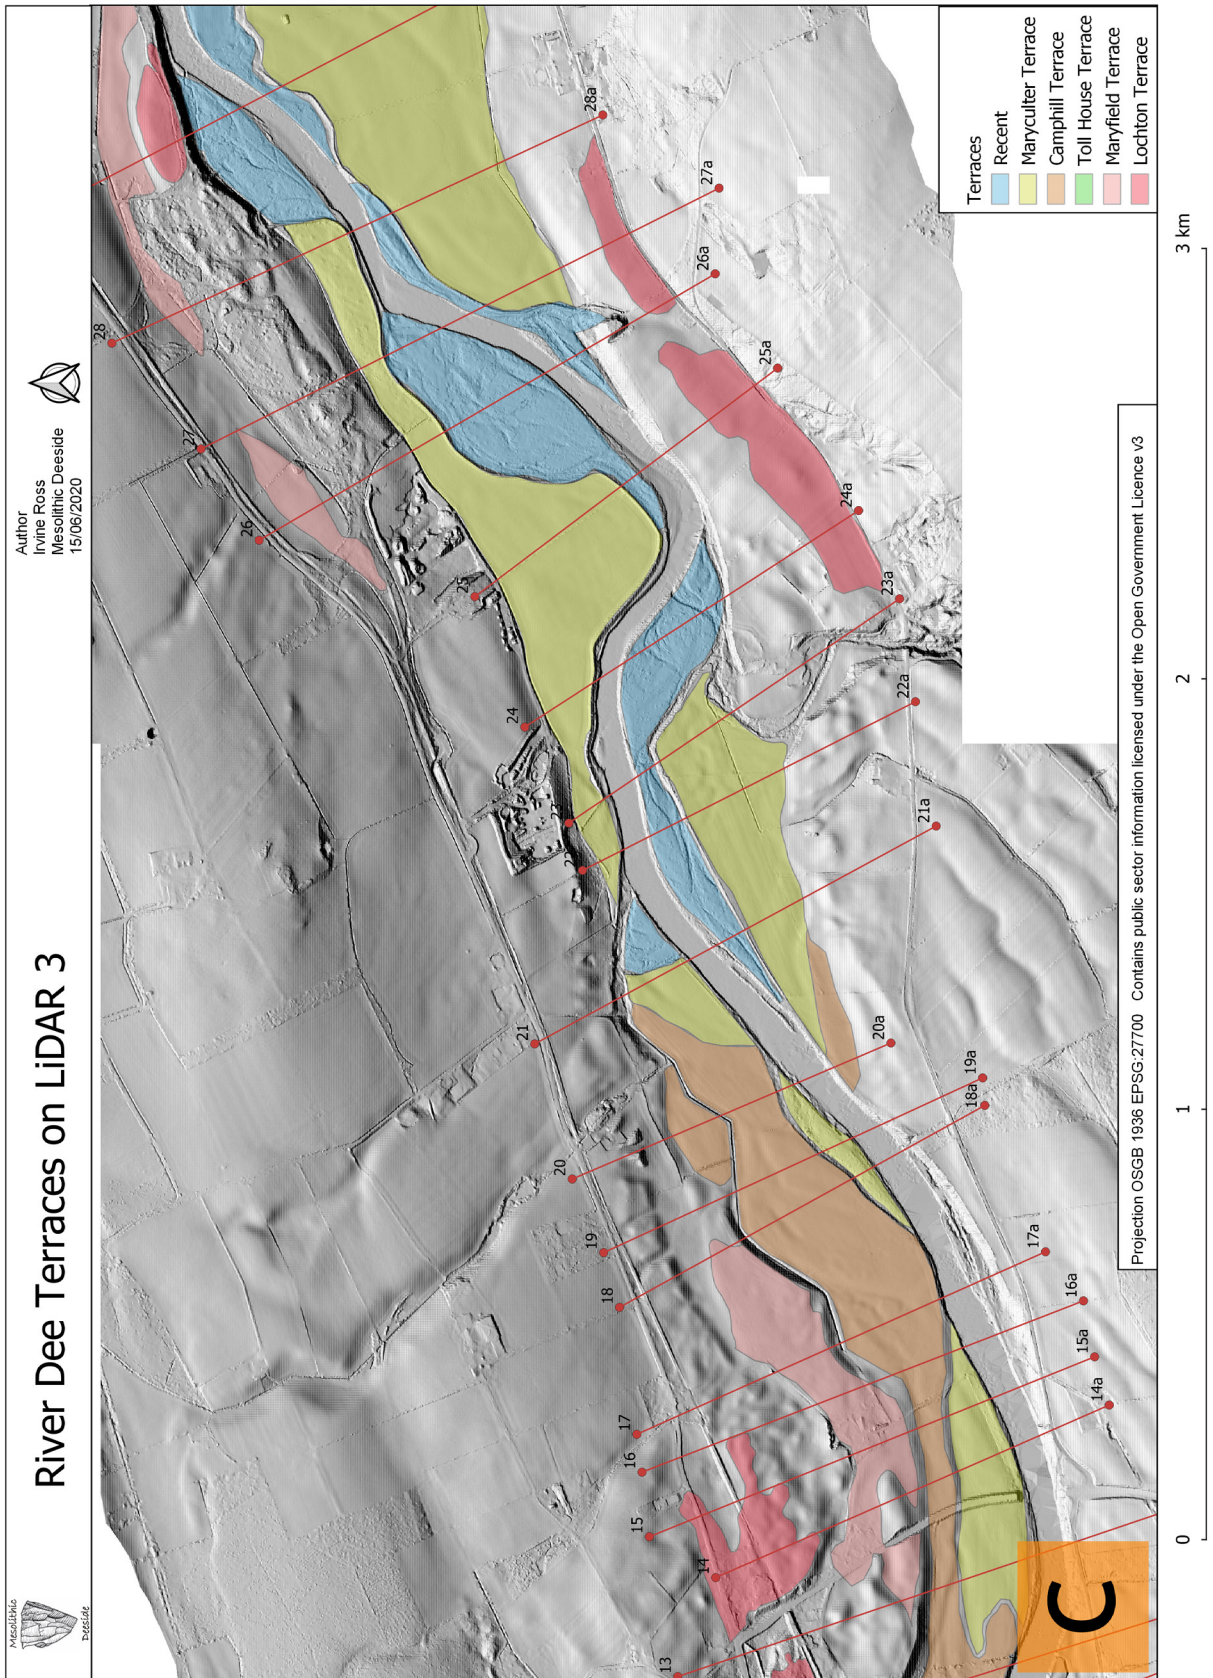 Mesolithic
Deeside
River Dee Terraces on LiDAR 3
Author
Irvine Ross
Mesolithic Deeside
15/06/2020
13
14
15
16
17
18
19
20
21
22
23
24
25
26
27
28
14a
15a
16a
17a
18a
19a
20a
21a
22a
23a
24a
25a
26a
27a
28a
Terraces
Recent
Maryculter Terrace
Camphill Terrace
Toll House Terrace
Maryfield Terrace
Lochton Terrace
C
Projection OSGB 1936 EPSG:27700 Contains public sector information licensed under the Open Government Licence v3
0
1
2
3 km